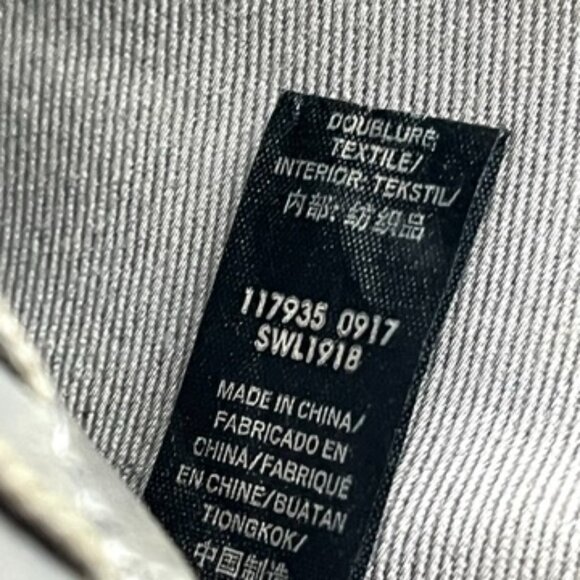 DOUBLURE
TEXTILE/
INTERIOR: TEKSTIL/
内部: 纺织品
117935 0917
SWL1918
MADE IN CHINA/
FABRICADO EN
CHINA/FABRIQUÉ
EN CHINE/BUATAN
TIONGKOK/
中国制造